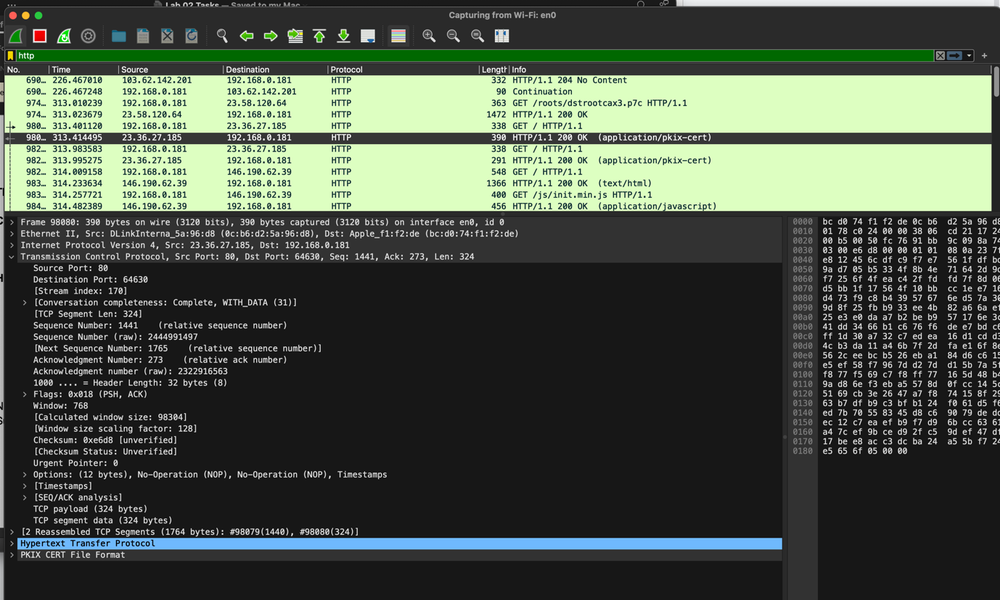 Lab 02 Tasks — Saved to my Mac
Capturing from Wi-Fi: en0
http
No. Time Source Destination Protocol Length Info
690… 226.467010 103.62.142.201 192.168.0.181 HTTP 332 HTTP/1.1 204 No Content
690… 226.467248 192.168.0.181 103.62.142.201 HTTP 90 Continuation
974… 313.010239 192.168.0.181 23.58.120.64 HTTP 363 GET /roots/dstrootcax3.p7c HTTP/1.1
974… 313.023679 23.58.120.64 192.168.0.181 HTTP 1472 HTTP/1.1 200 OK
980… 313.401120 192.168.0.181 23.36.27.185 HTTP 338 GET / HTTP/1.1
980… 313.414495 23.36.27.185 192.168.0.181 HTTP 390 HTTP/1.1 200 OK (application/pkix-cert)
982… 313.983583 192.168.0.181 23.36.27.185 HTTP 338 GET / HTTP/1.1
982… 313.995275 23.36.27.185 192.168.0.181 HTTP 291 HTTP/1.1 200 OK (application/pkix-cert)
982… 314.009158 192.168.0.181 146.190.62.39 HTTP 548 GET / HTTP/1.1
983… 314.233634 146.190.62.39 192.168.0.181 HTTP 1366 HTTP/1.1 200 OK (text/html)
983… 314.257721 192.168.0.181 146.190.62.39 HTTP 400 GET /js/init.min.js HTTP/1.1
984… 314.482389 146.190.62.39 192.168.0.181 HTTP 456 HTTP/1.1 200 OK (application/javascript)
Frame 98080: 390 bytes on wire (3120 bits), 390 bytes captured (3120 bits) on interface en0, id 0
Ethernet II, Src: DLinkInterna_5a:96:d8 (0c:b6:d2:5a:96:d8), Dst: Apple_f1:f2:de (bc:d0:74:f1:f2:de)
Internet Protocol Version 4, Src: 23.36.27.185, Dst: 192.168.0.181
Transmission Control Protocol, Src Port: 80, Dst Port: 64630, Seq: 1441, Ack: 273, Len: 324
Source Port: 80
Destination Port: 64630
[Stream index: 170]
[Conversation completeness: Complete, WITH_DATA (31)]
[TCP Segment Len: 324]
Sequence Number: 1441 (relative sequence number)
Sequence Number (raw): 2444991497
[Next Sequence Number: 1765 (relative sequence number)]
Acknowledgment Number: 273 (relative ack number)
Acknowledgment number (raw): 2322916563
1000 .... = Header Length: 32 bytes (8)
Flags: 0x018 (PSH, ACK)
Window: 768
[Calculated window size: 98304]
[Window size scaling factor: 128]
Checksum: 0xe6d8 [unverified]
[Checksum Status: Unverified]
Urgent Pointer: 0
Options: (12 bytes), No-Operation (NOP), No-Operation (NOP), Timestamps
[Timestamps]
[SEQ/ACK analysis]
TCP payload (324 bytes)
TCP segment data (324 bytes)
[2 Reassembled TCP Segments (1764 bytes): #98079(1440), #98080(324)]
Hypertext Transfer Protocol
PKIX CERT File Format
0000 bc d0 74 f1 f2 de 0c b6 d2 5a 96 d8
0010 01 78 c0 24 00 00 38 06 cd 21 17 24
0020 00 b5 00 50 fc 76 91 bb 9c 09 8a 74
0030 03 00 e6 d8 00 00 01 01 08 0a 23 7f
0040 e8 12 45 6c df c9 f7 e7 56 1f df bd
0050 9a d7 05 b5 33 4f 8b 4e 71 64 2d 9d
0060 f7 25 6f 4f ea c4 2f fd fd 7f 8d 06
0070 d5 bb 1f 17 56 4f 10 bb cc 1e e7 16
0080 d4 73 f9 c8 b4 39 57 67 6e d5 7a 30
0090 9d 8f 25 fb b9 33 ee 4b 82 a6 6a ef
00a0 25 e3 e0 da a7 b2 be b9 57 17 6e 3c
00b0 41 dd 34 66 b1 c6 76 f6 de e7 bd c6
00c0 ff 1d 30 a7 32 c7 ed ea 16 d1 cd d3
00d0 4c b3 da 11 a4 6b 7f 2d fa e1 6f 8e
00e0 56 2c ee bc b5 26 eb a1 84 d6 c6 15
00f0 e5 ef 58 f7 96 7d d2 7d d1 5b 7a 5f
0100 f8 77 f5 69 c7 f8 ff 77 16 5d 48 b4
0110 9a d8 6e f3 eb a5 57 8d 0f cc 14 5c
0120 51 69 cb 3e 26 47 a7 f8 74 15 8f 29
0130 63 b7 df b9 c3 bf b1 24 f0 61 d5 f6
0140 ed 7b 70 55 83 45 d8 c6 90 79 de dd
0150 ec 12 c7 ea ef b9 f7 d9 6b cc 63 61
0160 a4 7c ef 9b ce d9 2f c5 9d ef 47 df
0170 17 be e8 ac c3 dc ba 24 a5 5b f7 24
0180 e5 65 6f 05 00 00